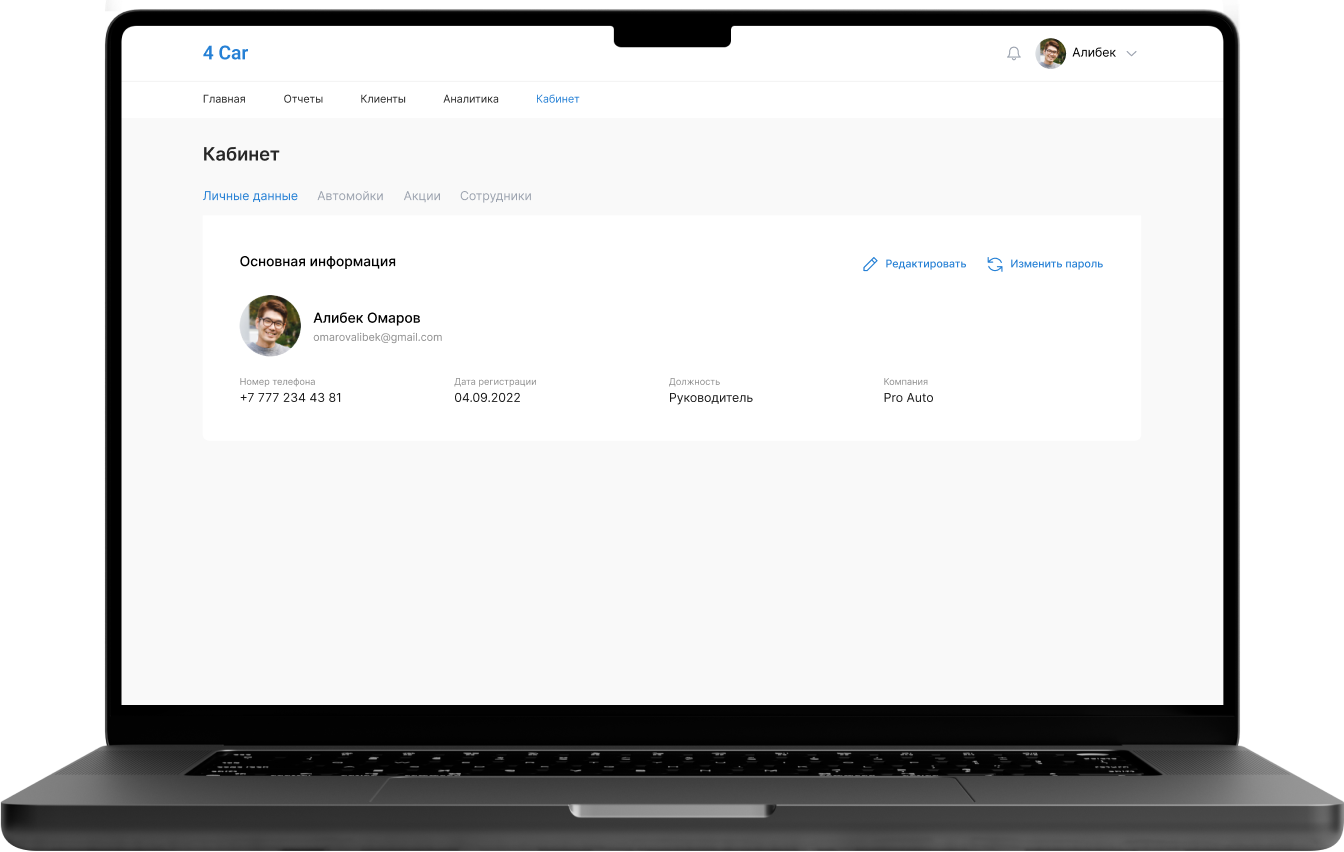 4 Car
Алибек
Главная Отчеты Клиенты Аналитика Кабинет
Кабинет
Личные данные Автомойки Акции Сотрудники
Основная информация
Редактировать Изменить пароль
Алибек Омаров
omarovalibek@gmail.com
Номер телефона Дата регистрации Должность Компания
+7 777 234 43 81 04.09.2022 Руководитель Pro Auto